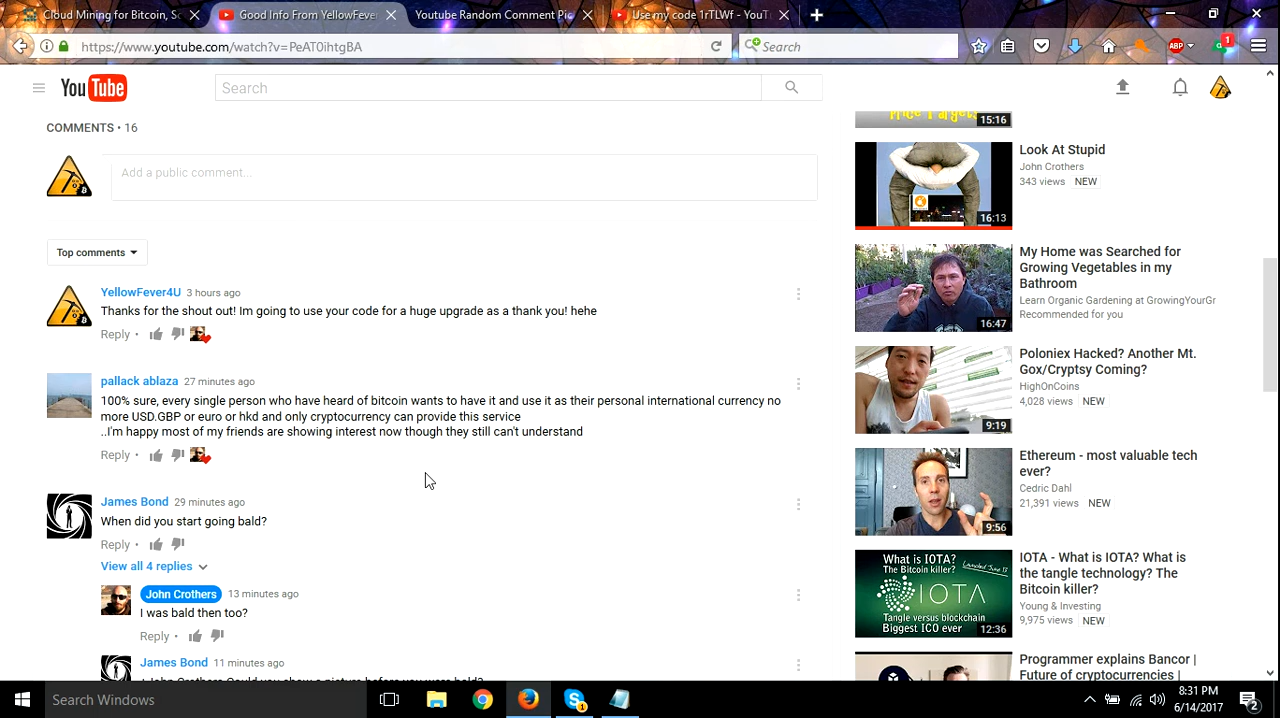 Cloud Mining for Bitcoin, Sc
Good Info From YellowFever
Youtube Random Comment Pic
Use my code 1rTLWf - YouT
https://www.youtube.com/watch?v=PeAT0ihtgBA
Search
ABP
1
YouTube
Search
COMMENTS • 16
Add a public comment...
Top comments
YellowFever4U 3 hours ago
Thanks for the shout out! Im going to use your code for a huge upgrade as a thank you! hehe
Reply •
pallack ablaza 27 minutes ago
100% sure, every single person who have heard of bitcoin wants to have it and use it as their personal international currency no
more USD.GBP or euro or hkd and only cryptocurrency can provide this service
..I'm happy most of my friends are showing interest now though they still can't understand
Reply •
James Bond 29 minutes ago
When did you start going bald?
Reply •
View all 4 replies
John Crothers 13 minutes ago
I was bald then too?
Reply •
James Bond 11 minutes ago
Price Targets
15:16
Look At Stupid
John Crothers
343 views NEW
16:13
My Home was Searched for
Growing Vegetables in my
Bathroom
Learn Organic Gardening at GrowingYourGr
Recommended for you
16:47
Poloniex Hacked? Another Mt.
Gox/Cryptsy Coming?
HighOnCoins
4,028 views NEW
9:19
Ethereum - most valuable tech
ever?
Cedric Dahl
21,391 views NEW
9:56
What is IOTA?
The Bitcoin killer?
Launched June 13
IOTA
Tangle versus blockchain
Biggest ICO ever
12:36
IOTA - What is IOTA? What is
the tangle technology? The
Bitcoin killer?
Young & Investing
9,975 views NEW
Programmer explains Bancor |
Future of cryptocurrencies |
Search Windows
1
8:31 PM
6/14/2017
2